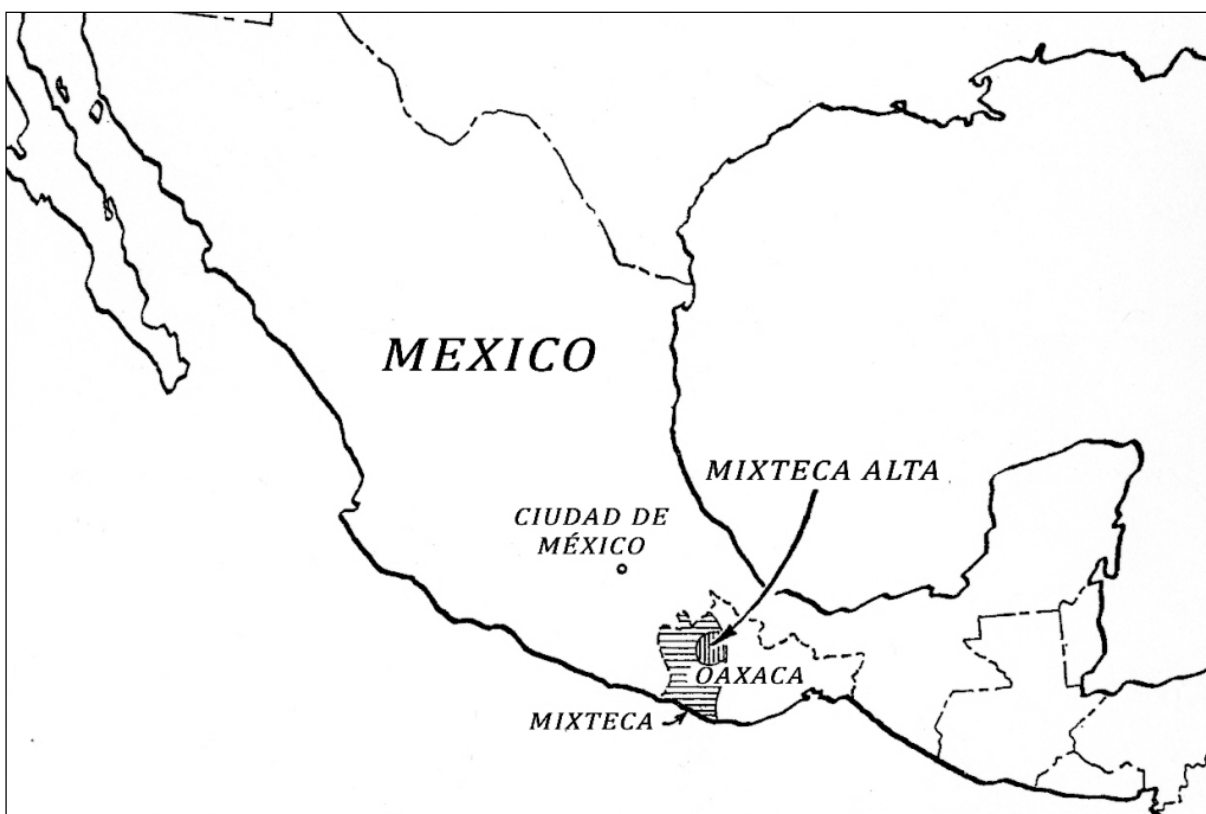 MEXICO
MIXTECA ALTA
CIUDAD DE
MÉXICO
OAXACA
MIXTECA